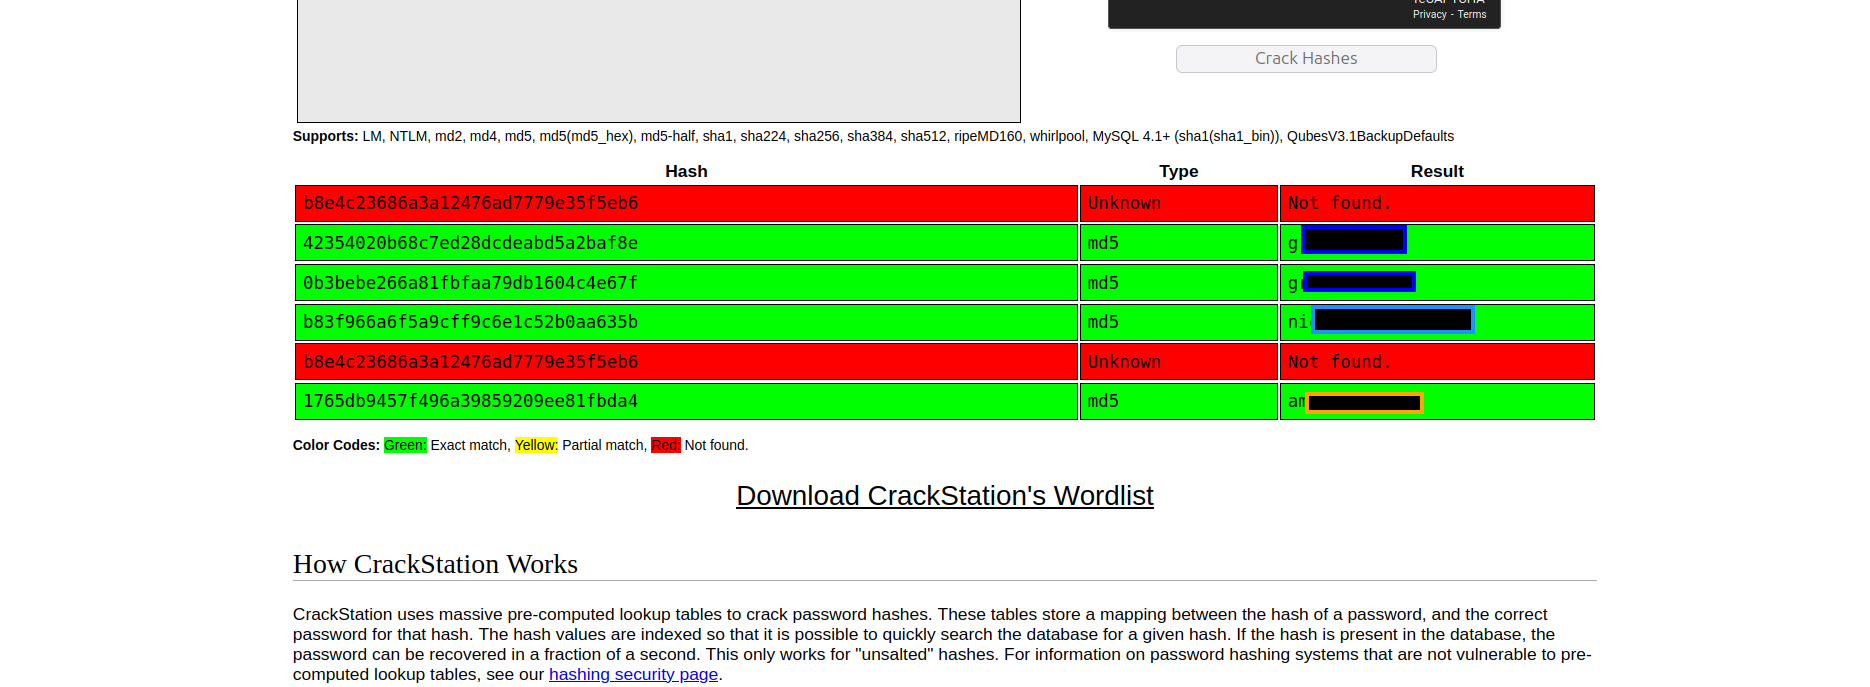 Privacy - Terms
Crack Hashes
Supports: LM, NTLM, md2, md4, md5, md5(md5_hex), md5-half, sha1, sha224, sha256, sha384, sha512, ripeMD160, whirlpool, MySQL 4.1+ (sha1(sha1_bin)), QubesV3.1BackupDefaults
Hash Type Result
b8e4c23686a3a12476ad7779e35f5eb6 Unknown Not found.
42354020b68c7ed28dcdeabd5a2baf8e md5 g
0b3bebe266a81fbfaa79db1604c4e67f md5 g
b83f966a6f5a9cff9c6e1c52b0aa635b md5 ni
b8e4c23686a3a12476ad7779e35f5eb6 Unknown Not found.
1765db9457f496a39859209ee81fbda4 md5 am
Color Codes: Green: Exact match, Yellow: Partial match, Red: Not found.
Download CrackStation's Wordlist
How CrackStation Works
CrackStation uses massive pre-computed lookup tables to crack password hashes. These tables store a mapping between the hash of a password, and the correct
password for that hash. The hash values are indexed so that it is possible to quickly search the database for a given hash. If the hash is present in the database, the
password can be recovered in a fraction of a second. This only works for "unsalted" hashes. For information on password hashing systems that are not vulnerable to pre-
computed lookup tables, see our hashing security page.